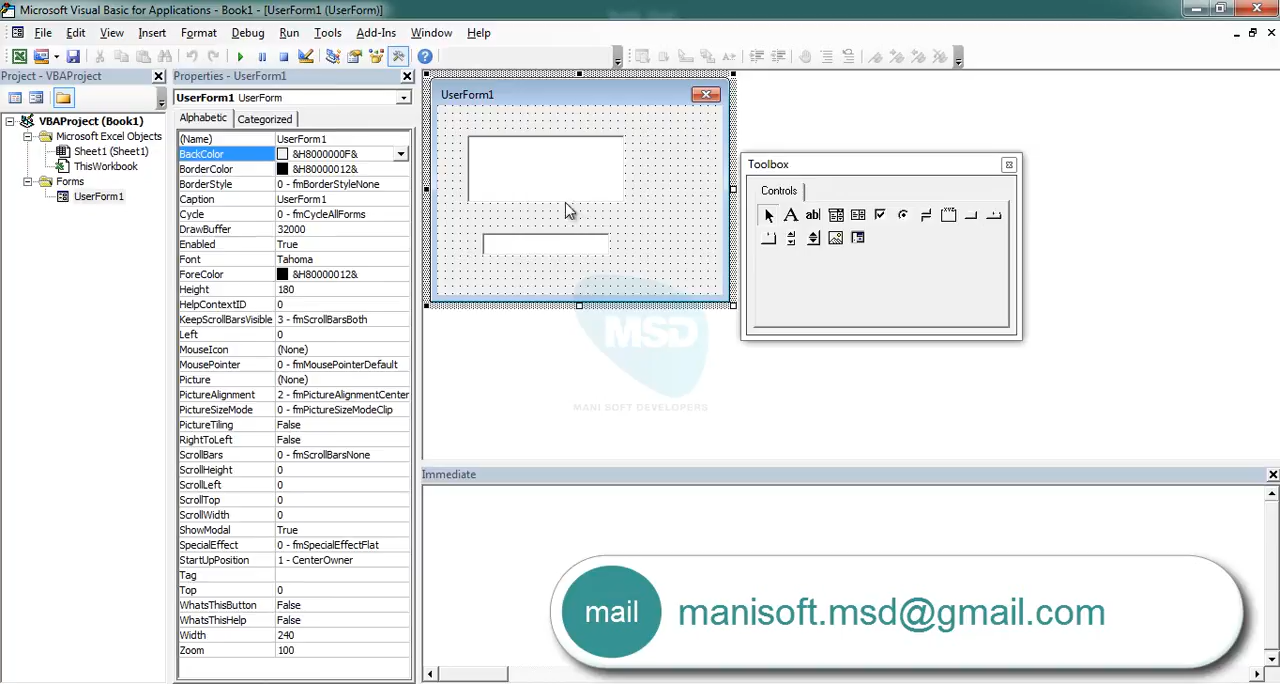 Microsoft Visual Basic for Applications - Book1 - [UserForm1 (UserForm)]
File Edit View Insert Format Debug Run Tools Add-Ins Window Help
Project - VBAProject
VBAProject (Book1)
Microsoft Excel Objects
Sheet1 (Sheet1)
ThisWorkbook
Forms
UserForm1
Properties - UserForm1
UserForm1 UserForm
Alphabetic Categorized
(Name) UserForm1
BackColor &H8000000F&
BorderColor &H80000012&
BorderStyle 0 - fmBorderStyleNone
Caption UserForm1
Cycle 0 - fmCycleAllForms
DrawBuffer 32000
Enabled True
Font Tahoma
ForeColor &H80000012&
Height 180
HelpContextID 0
KeepScrollBarsVisible 3 - fmScrollBarsBoth
Left 0
MouseIcon (None)
MousePointer 0 - fmMousePointerDefault
Picture (None)
PictureAlignment 2 - fmPictureAlignmentCenter
PictureSizeMode 0 - fmPictureSizeModeClip
PictureTiling False
RightToLeft False
ScrollBars 0 - fmScrollBarsNone
ScrollHeight 0
ScrollLeft 0
ScrollTop 0
ScrollWidth 0
ShowModal True
SpecialEffect 0 - fmSpecialEffectFlat
StartUpPosition 1 - CenterOwner
Tag
Top 0
WhatsThisButton False
WhatsThisHelp False
Width 240
Zoom 100
UserForm1
Toolbox
Controls
A ab|
MSD
MANI SOFT DEVELOPERS
Immediate
mail manisoft.msd@gmail.com